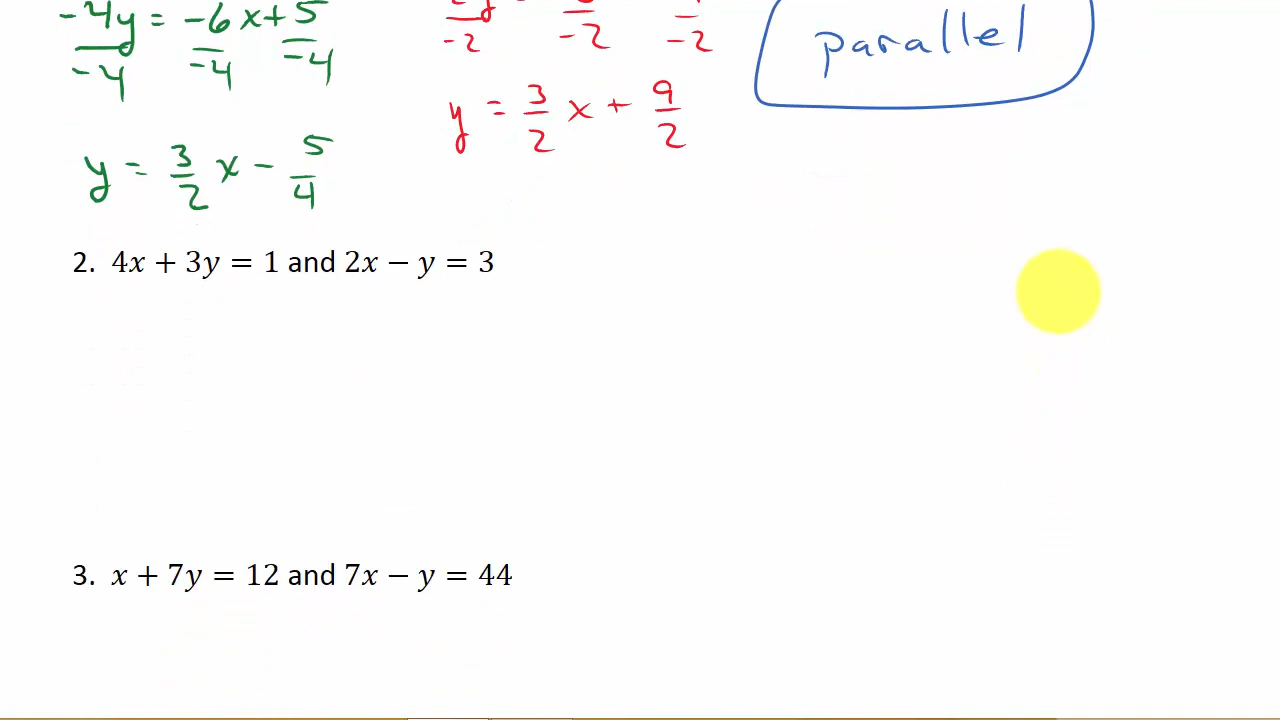 -4y = -6x + 5
-4 -4 -4
-2 -2 -2
parallel
y = 3/2 x + 9/2
y = 3/2 x - 5/4
2. 4x + 3y = 1 and 2x − y = 3
3. x + 7y = 12 and 7x − y = 44